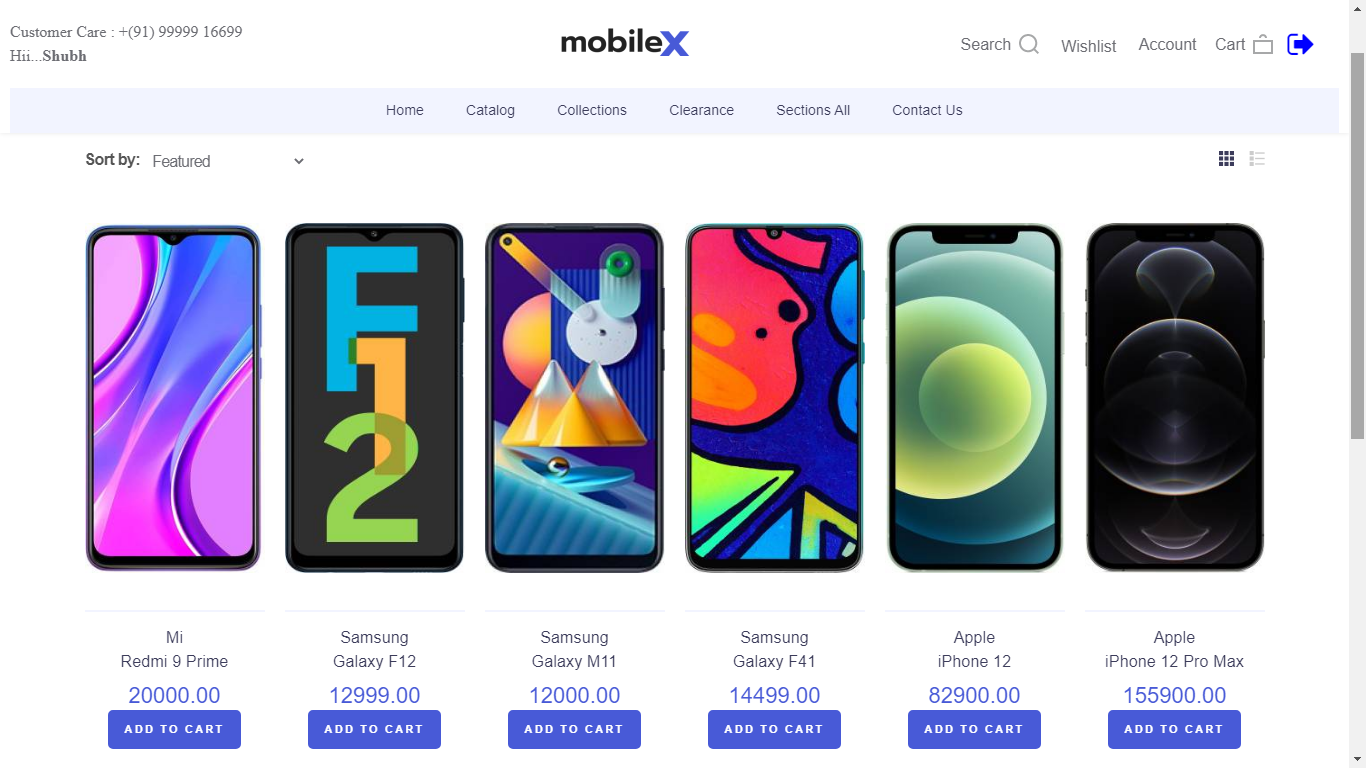 Customer Care : +(91) 99999 16699
Hii...Shubh
mobileX
Search Wishlist Account Cart
Home Catalog Collections Clearance Sections All Contact Us
Sort by: Featured
F12
Mi Samsung Samsung Samsung Apple Apple
Redmi 9 Prime Galaxy F12 Galaxy M11 Galaxy F41 iPhone 12 iPhone 12 Pro Max
20000.00 12999.00 12000.00 14499.00 82900.00 155900.00
ADD TO CART ADD TO CART ADD TO CART ADD TO CART ADD TO CART ADD TO CART